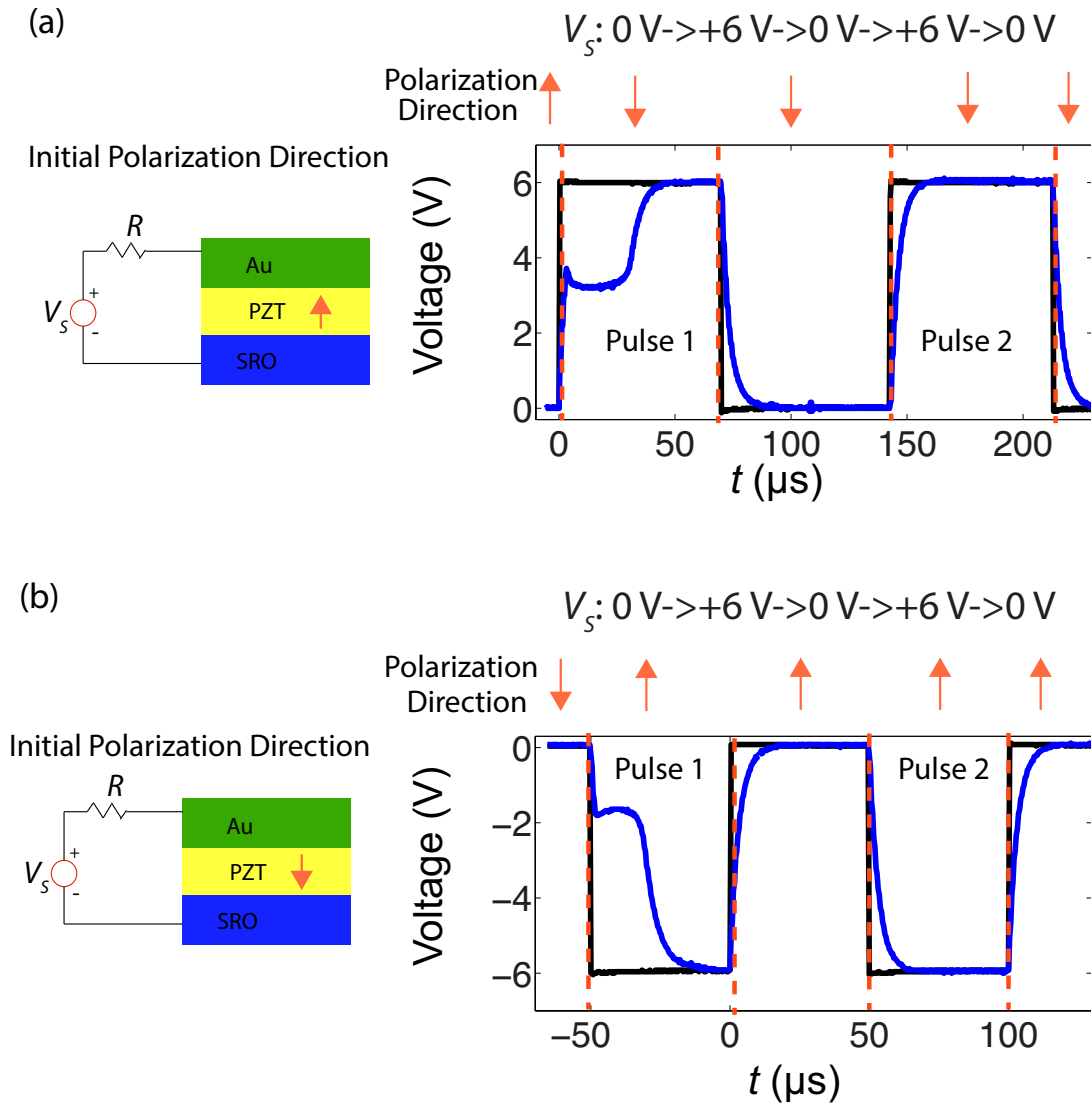 (a)
V_S: 0 V->+6 V->0 V->+6 V->0 V
Polarization
Direction
Initial Polarization Direction
R
V_S
+
-
Au
PZT
SRO
Voltage (V)
6
4
2
0
Pulse 1
Pulse 2
0
50
100
150
200
t (µs)
(b)
V_S: 0 V->+6 V->0 V->+6 V->0 V
Polarization
Direction
Initial Polarization Direction
R
V_S
+
-
Au
PZT
SRO
Voltage (V)
0
−2
−4
−6
Pulse 1
Pulse 2
−50
0
50
100
t (µs)